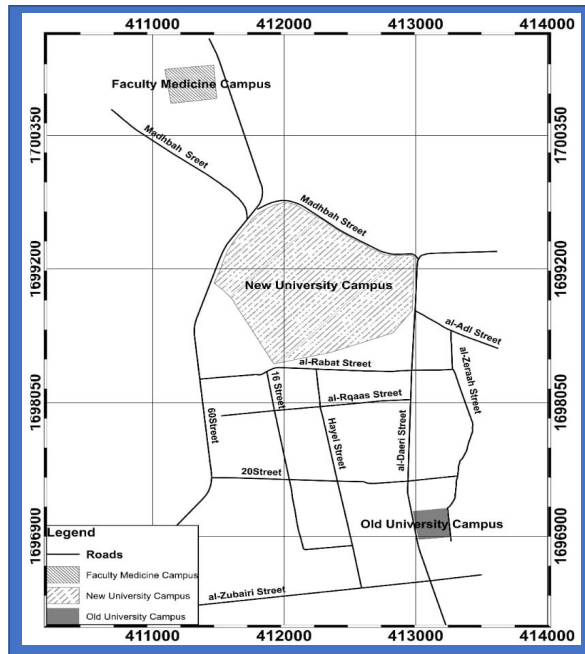 411000 412000 413000 414000
Faculty Medicine Campus
1700350
Madhbah Sreet
Madhbah Street
1699200
New University Campus
al-Adl Street
al-Rabat Street
al-Zeraah Street
16 Street
al-Rqaas Street
1698050
60Street
Hayel Street
al-Daeri Street
20Street
Old University Campus
1696900
Legend
Roads
Faculty Medicine Campus
New University Campus
Old University Campus
al-Zubairi Street
411000 412000 413000 414000
1700350
1699200
1698050
1696900